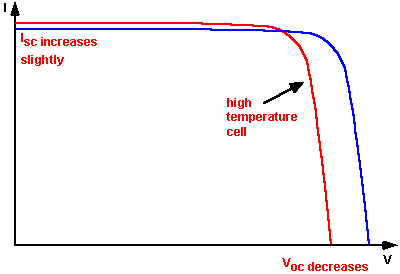 I
Isc increases
slightly
high
temperature
cell
V
Voc decreases